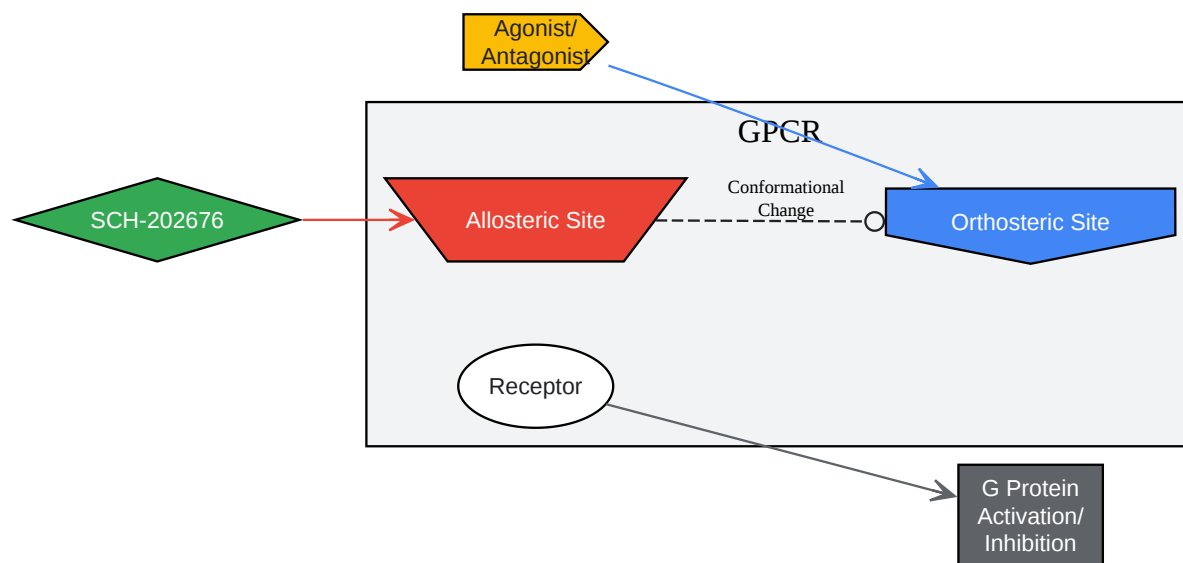 Agonist/
Antagonist
GPCR
SCH-202676
Allosteric Site
Conformational
Change
Orthosteric Site
Receptor
G Protein
Activation/
Inhibition